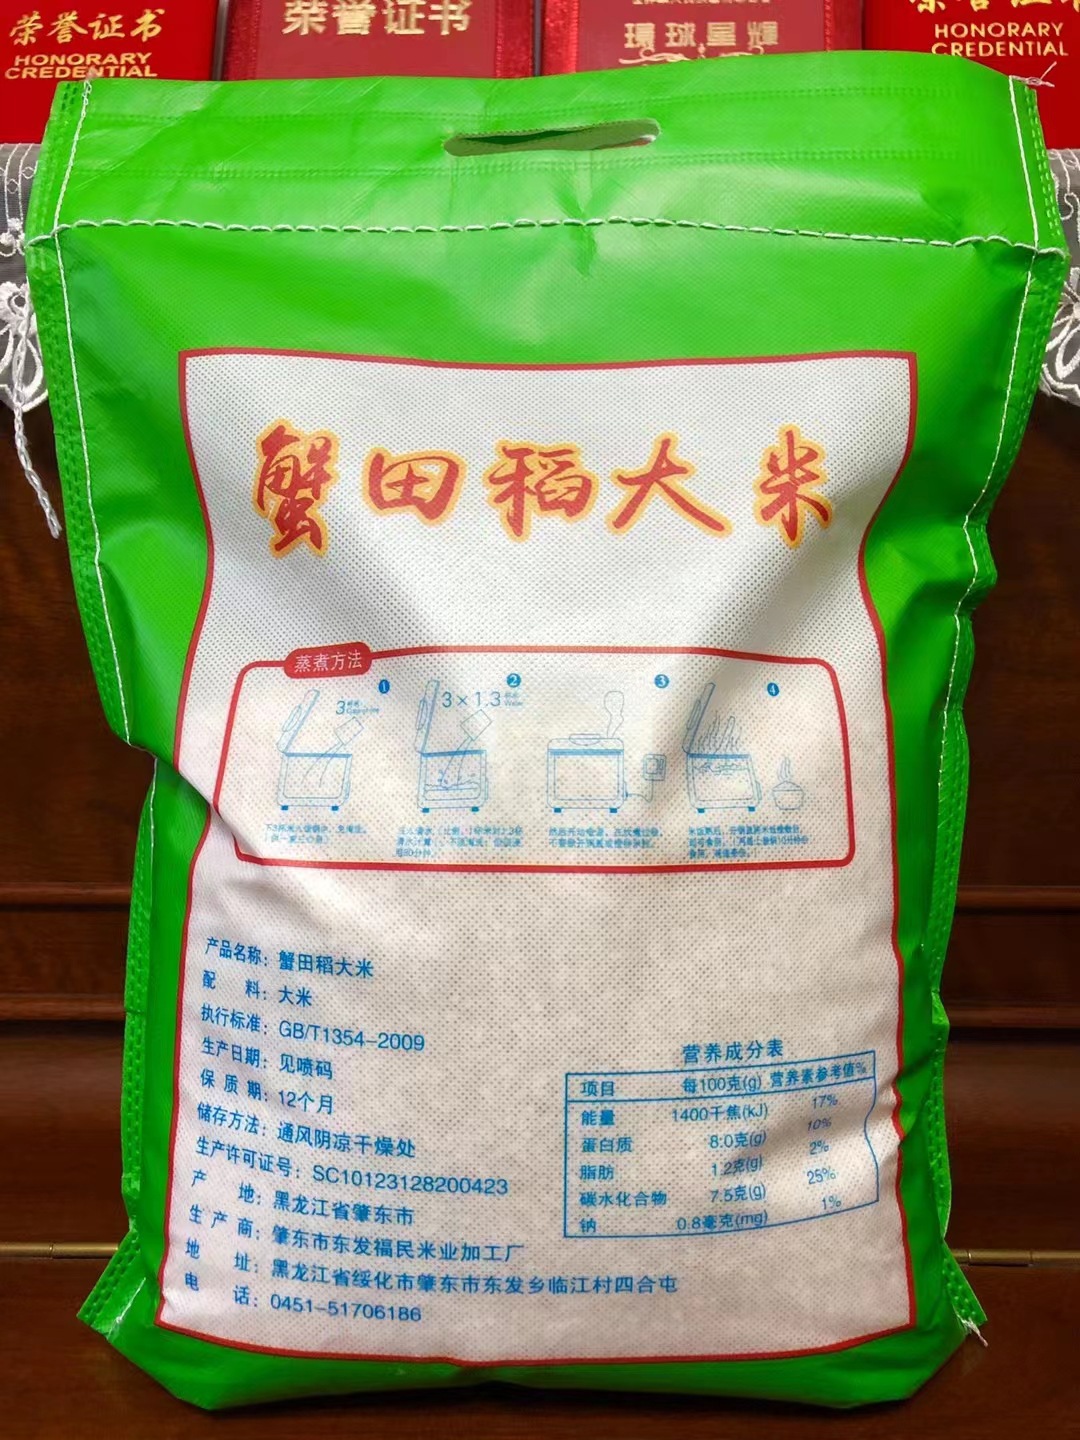 荣誉证书
HONORARY
CREDENTIAL
荣誉证书
環球星輝
HONORARY
CREDENTIAL
蟹田稻大米
蒸煮方法
1
3
2
3×1.3
Water
3
4
产品名称：蟹田稻大米
配 料：大米
执行标准：GB/T1354-2009
生产日期：见喷码
保 质 期：12个月
储存方法：通风阴凉干燥处
生产许可证号：SC10123128200423
产 地：黑龙江省肇东市
生 产 商：肇东市东发福民米业加工厂
地 址：黑龙江省绥化市肇东市东发乡临江村四合屯
电 话：0451-51706186
营养成分表
项目 每100克(g) 营养素参考值%
能量 1400千焦(kJ) 17%
蛋白质 8.0克(g) 10%
脂肪 1.2克(g) 2%
碳水化合物 7.5克(g) 25%
钠 0.8毫克(mg) 1%